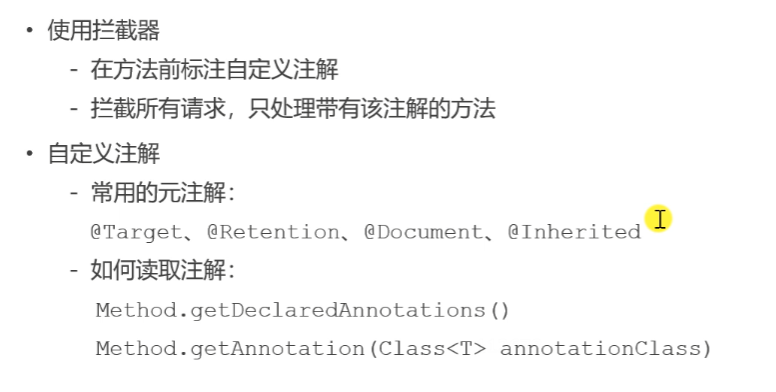 • 使用拦截器
- 在方法前标注自定义注解
- 拦截所有请求，只处理带有该注解的方法
• 自定义注解
- 常用的元注解：
@Target、@Retention、@Document、@Inherited
- 如何读取注解：
Method.getDeclaredAnnotations()
Method.getAnnotation(Class<T> annotationClass)